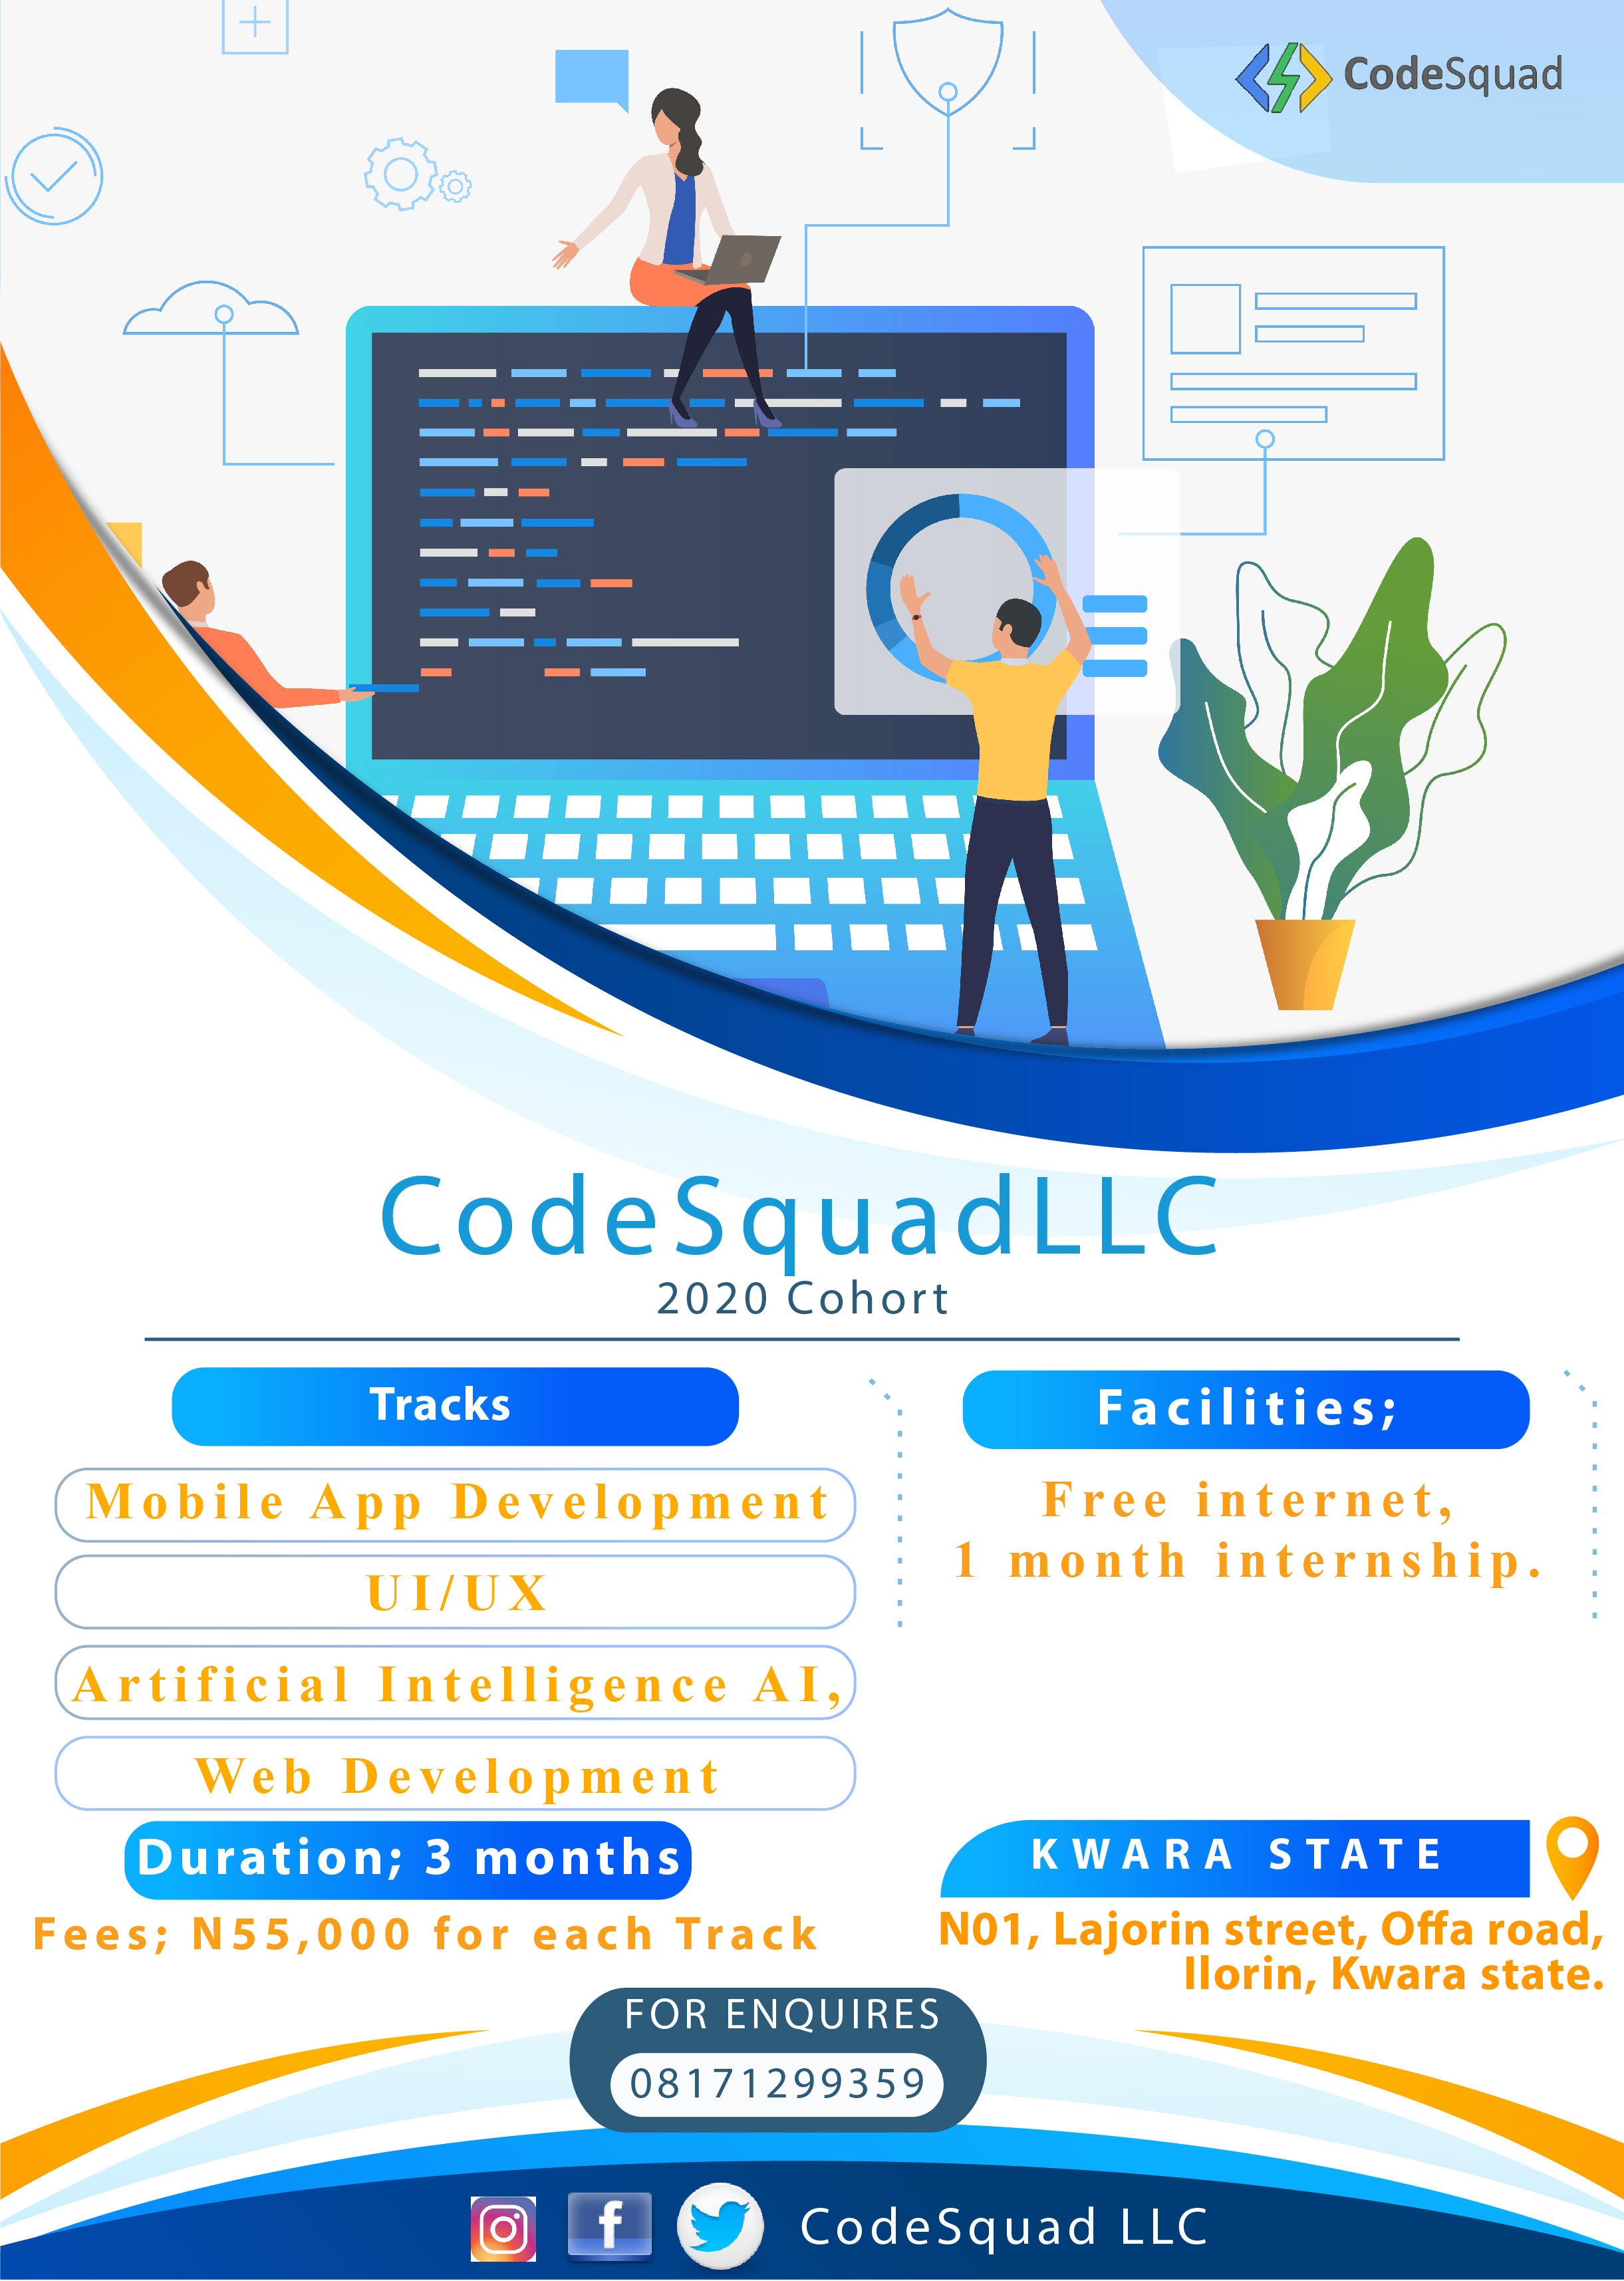 CodeSquad
CodeSquadLLC
2020 Cohort
Tracks
Mobile App Development
UI/UX
Artificial Intelligence AI,
Web Development
Duration; 3 months
Fees; N55,000 for each Track
Facilities;
Free internet,
1 month internship.
KWARA STATE
N01, Lajorin street, Offa road,
Ilorin, Kwara state.
FOR ENQUIRES
08171299359
CodeSquad LLC